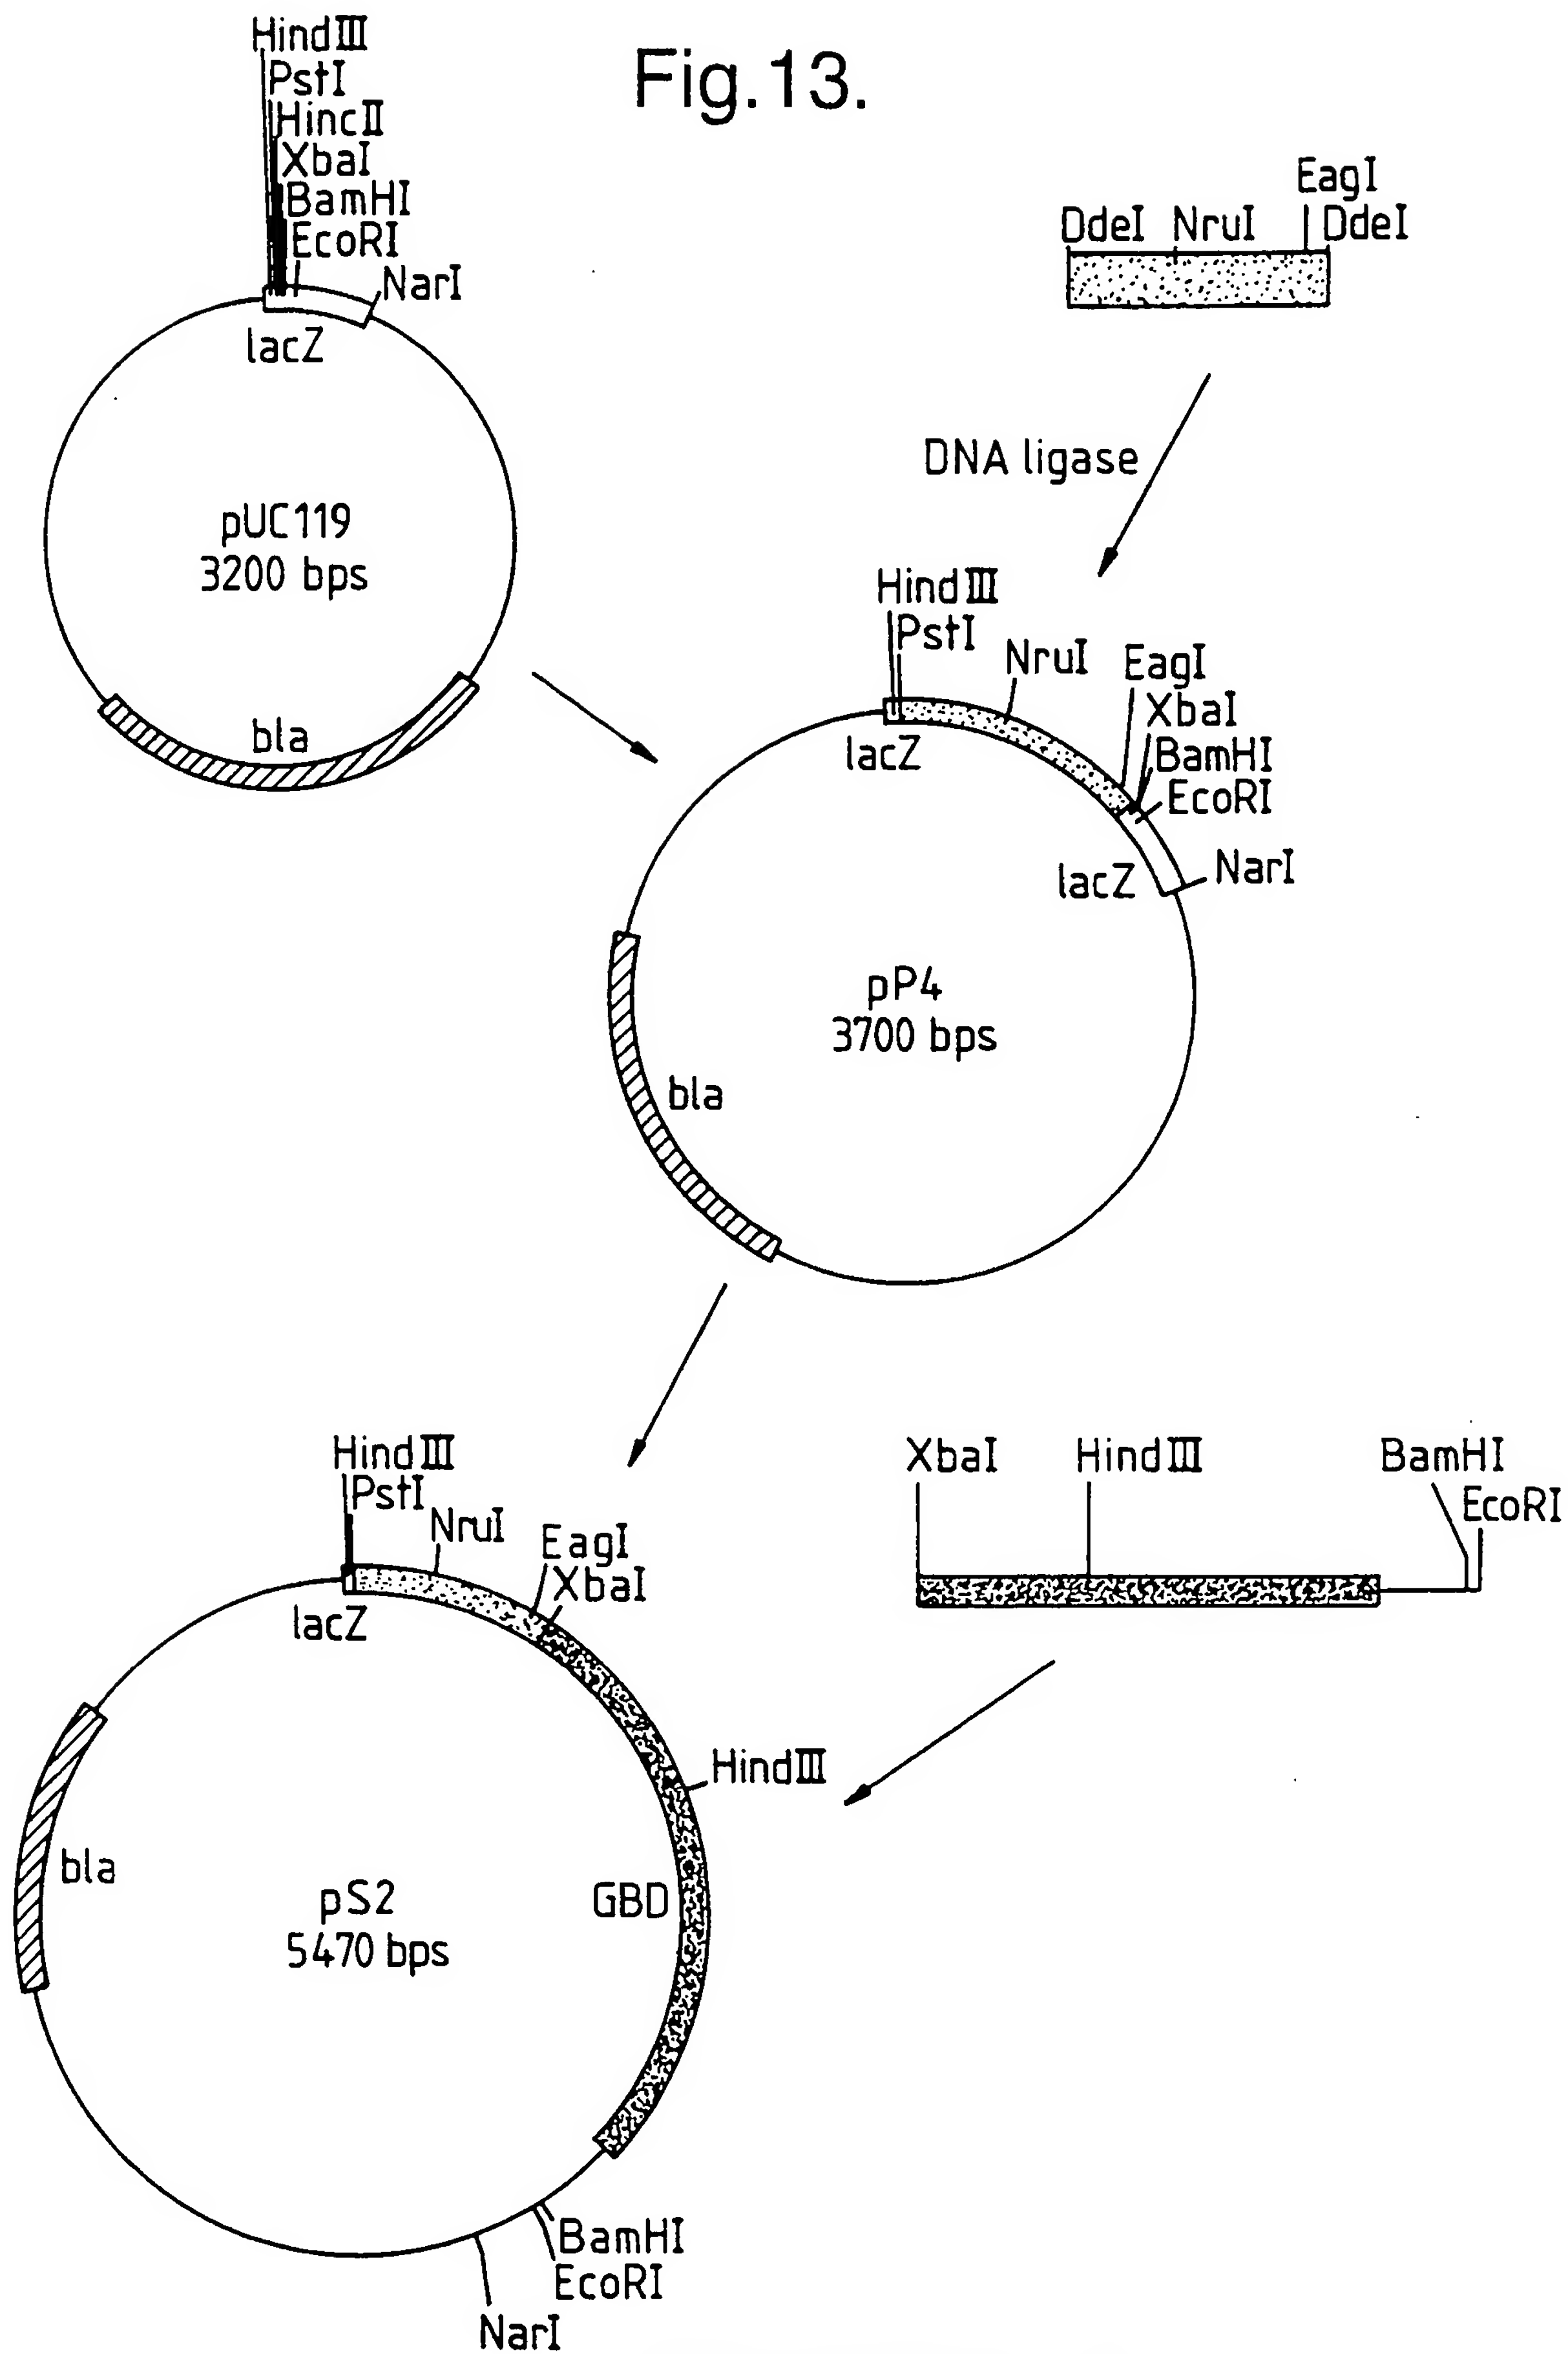 Fig.13.
HindIII
PstI
HincII
XbaI
BamHI
EcoRI
NarI
lacZ
pUC119
3200 bps
bla
EagI
DdeI NruI DdeI
DNA ligase
HindIII
PstI
NruI
EagI
XbaI
BamHI
EcoRI
NarI
lacZ
lacZ
pP4
3700 bps
bla
XbaI HindIII BamHI
EcoRI
HindIII
PstI
NruI
EagI
XbaI
lacZ
HindIII
bla
GBD
pS2
5470 bps
BamHI
EcoRI
NarI